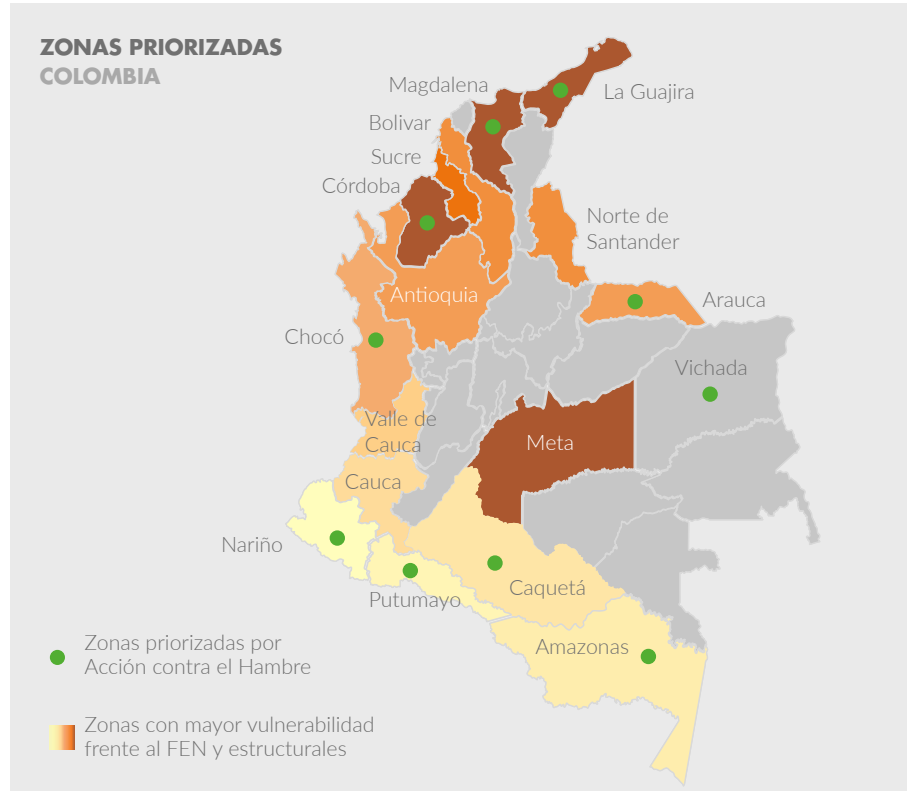 ZONAS PRIORIZADAS
COLOMBIA
Magdalena
La Guajira
Bolivar
Sucre
Córdoba
Norte de
Santander
Antioquia
Arauca
Chocó
Vichada
Valle de
Cauca
Meta
Cauca
Nariño
Caquetá
Putumayo
Amazonas
Zonas priorizadas por
Acción contra el Hambre
Zonas con mayor vulnerabilidad
frente al FEN y estructurales